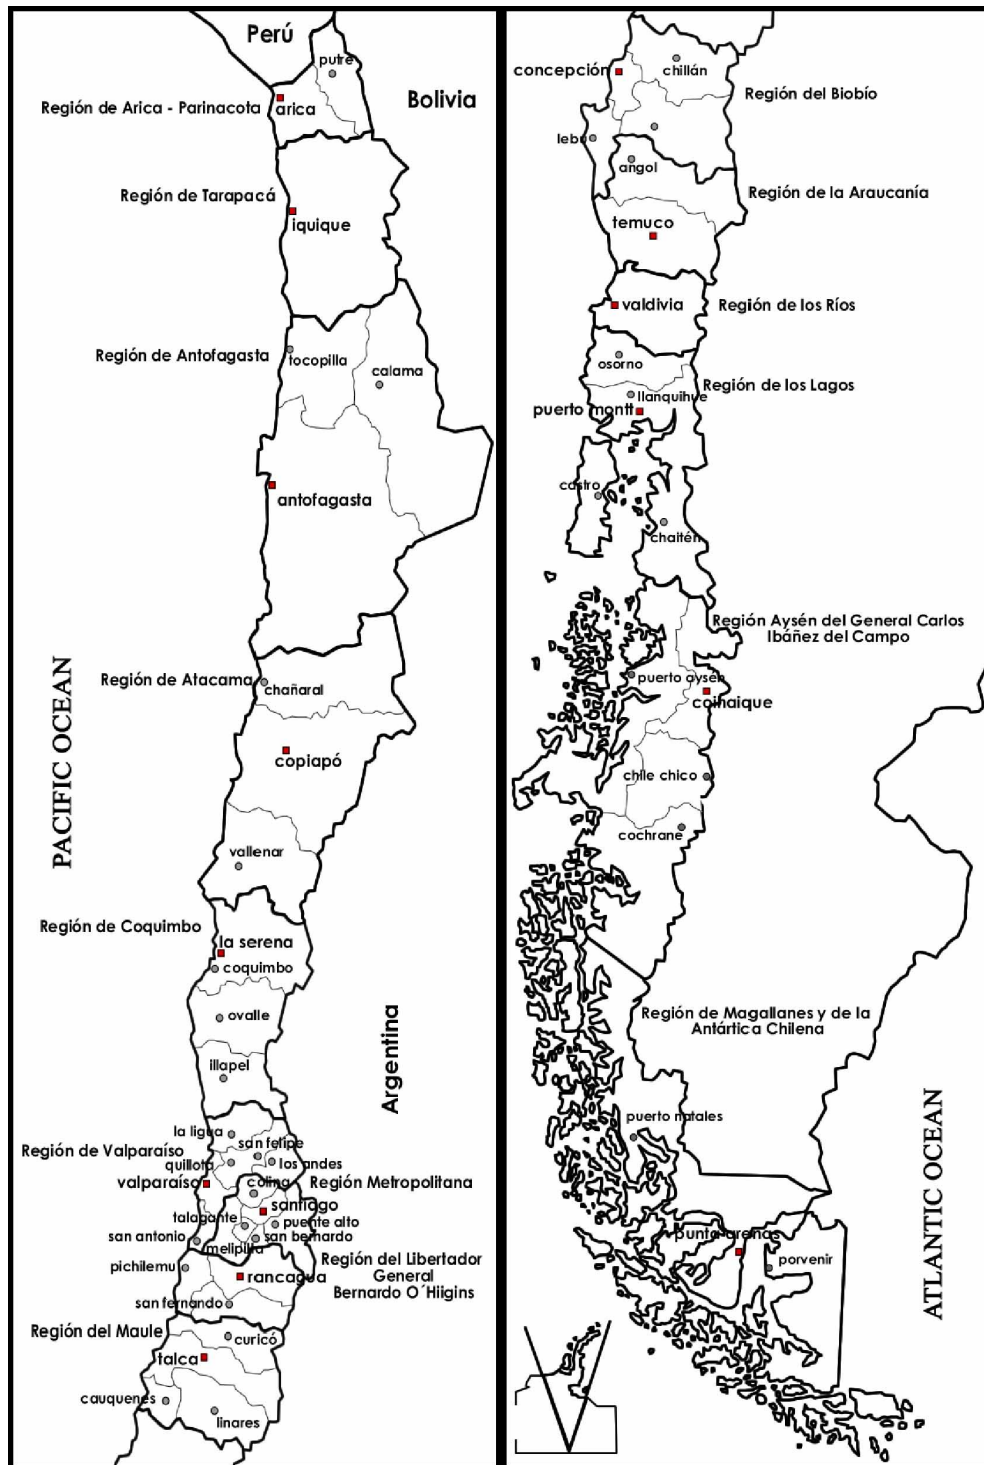 Perú
putre
Bolivia
Región de Arica - Parinacota
arica
Región de Tarapacá
iquique
Región de Antofagasta
tocopilla
calama
antofagasta
Región de Atacama
chañaral
PACIFIC OCEAN
copiapó
vallenar
Región de Coquimbo
la serena
coquimbo
ovalle
Argentina
illapel
la ligua
san felipe
Región de Valparaíso
quillota
los andes
valparaíso
colina
Región Metropolitana
santiago
talagante
puente alto
san antonio
san bernardo
melipilla
pichilemu
Región del Libertador
General
Bernardo O´Hiigins
rancagua
san fernando
Región del Maule
curicó
talca
cauquenes
linares
concepción
chillán
Región del Biobío
lebu
angol
Región de la Araucanía
temuco
valdivia
Región de los Ríos
osorno
Región de los Lagos
llanquihue
puerto montt
castro
chaitén
Región Aysén del General Carlos
Ibáñez del Campo
puerto aysén
coihaique
chile chico
cochrane
Región de Magallanes y de la
Antártica Chilena
puerto natales
ATLANTIC OCEAN
punta arenas
porvenir